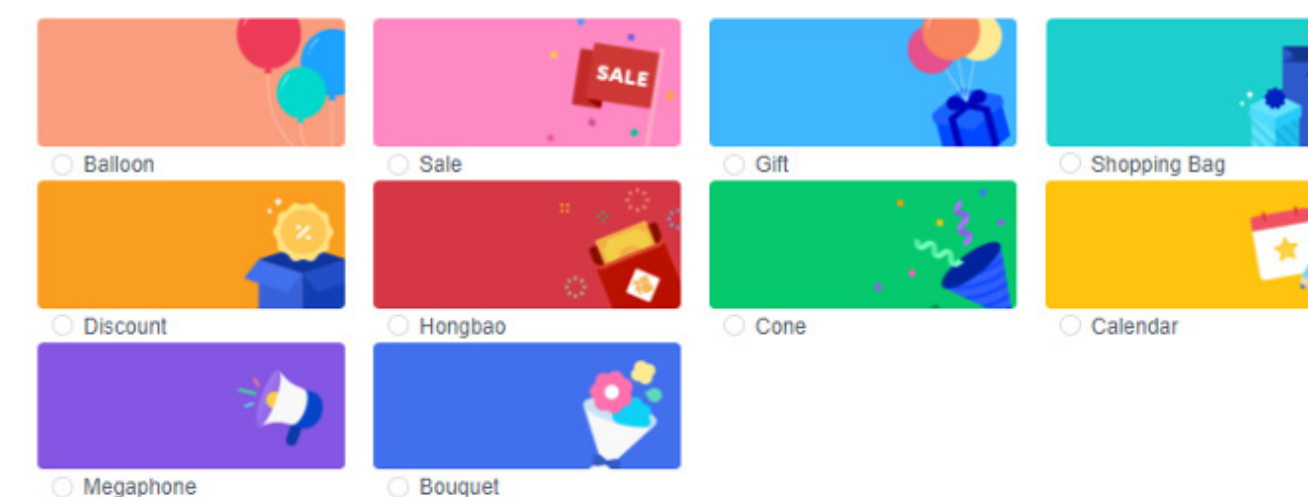 SALE
Balloon
Sale
Gift
Shopping Bag
%
Discount
Hongbao
Cone
Calendar
Megaphone
Bouquet